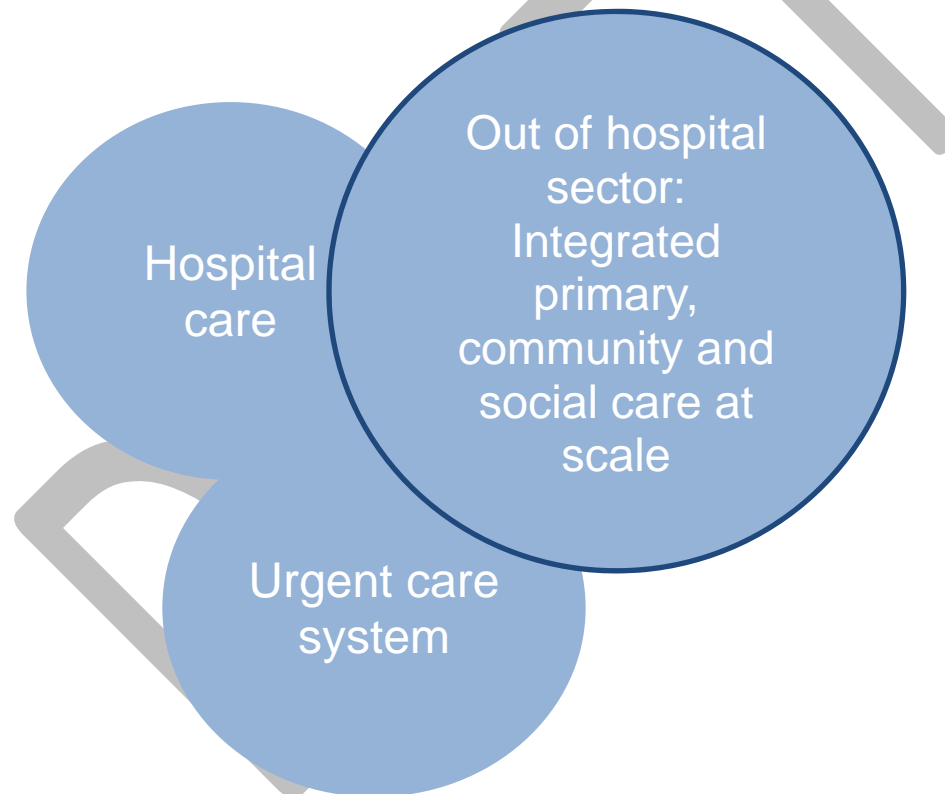 Out of hospital
sector:
Integrated
primary,
community and
social care at
scale
Hospital
care
Urgent care
system